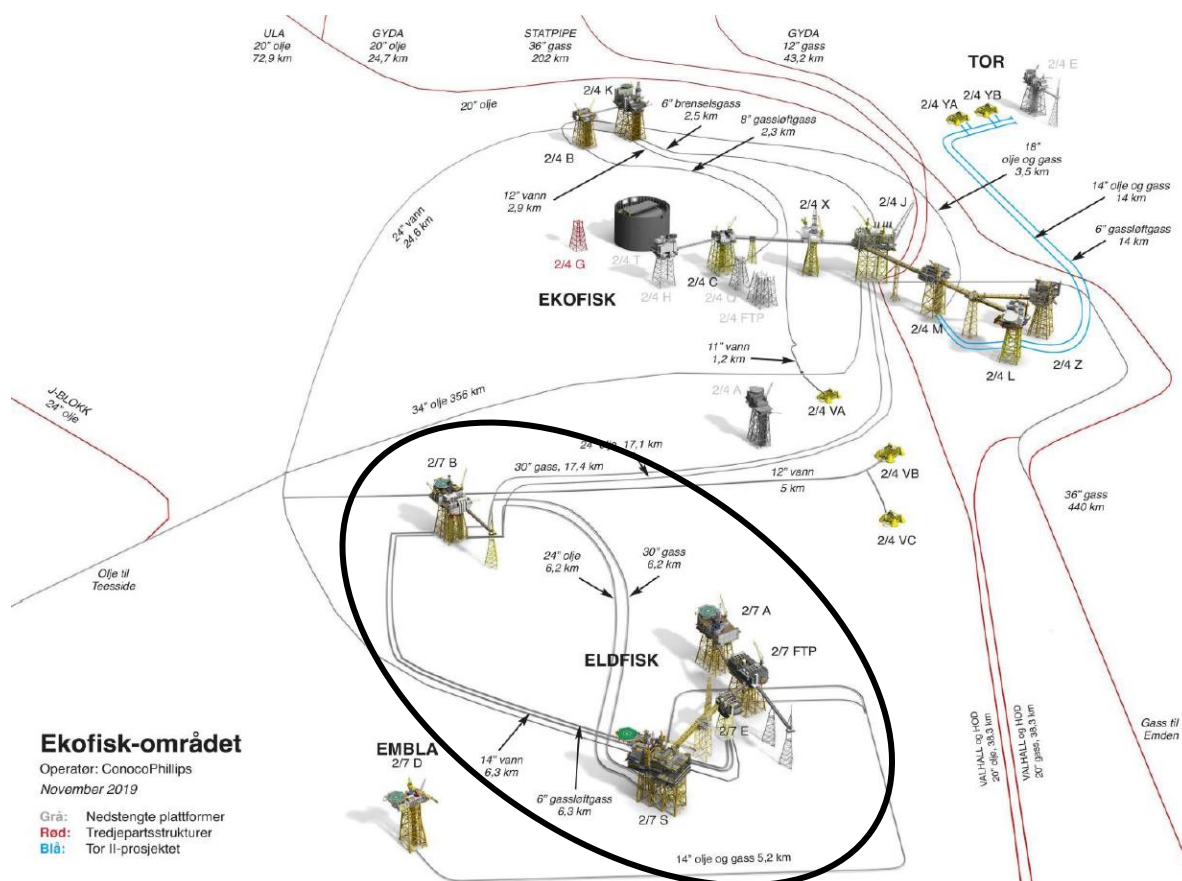 ULA
20" olje
72,9 km
GYDA
20" olje
24,7 km
STATPIPE
36" gass
202 km
GYDA
12" gass
43,2 km
TOR
2/4 E
2/4 YA
2/4 YB
2/4 K
20" olje
6" brenselsgass
2,5 km
8" gassløftgass
2,3 km
2/4 B
18"
olje og gass
3,5 km
12" vann
2,9 km
24" vann
24,6 km
14" olje og gass
14 km
6" gassløftgass
14 km
2/4 X
2/4 J
2/4 G
2/4 T
2/4 H
2/4 C
2/4 Q
2/4 FTP
EKOFISK
2/4 M
2/4 L
2/4 Z
11" vann
1,2 km
2/4 A
2/4 VA
J-BLOKK
24" olje
34" olje 356 km
24" olje, 17,1 km
30" gass, 17,4 km
2/7 B
12" vann
5 km
2/4 VB
2/4 VC
36" gass
440 km
Olje til
Teesside
24" olje
6,2 km
30" gass
6,2 km
2/7 A
2/7 FTP
ELDFISK
2/7 E
VALHALL og HOD
20" olje, 38,3 km
VALHALL og HOD
20" gass, 38,3 km
Gass til
Emden
EMBLA
2/7 D
14" vann
6,3 km
6" gassløftgass
6,3 km
2/7 S
14" olje og gass 5,2 km
Ekofisk-området
Operatør: ConocoPhillips
November 2019
Grå: Nedstengte plattformer
Rød: Tredjepartsstrukturer
Blå: Tor II-prosjektet